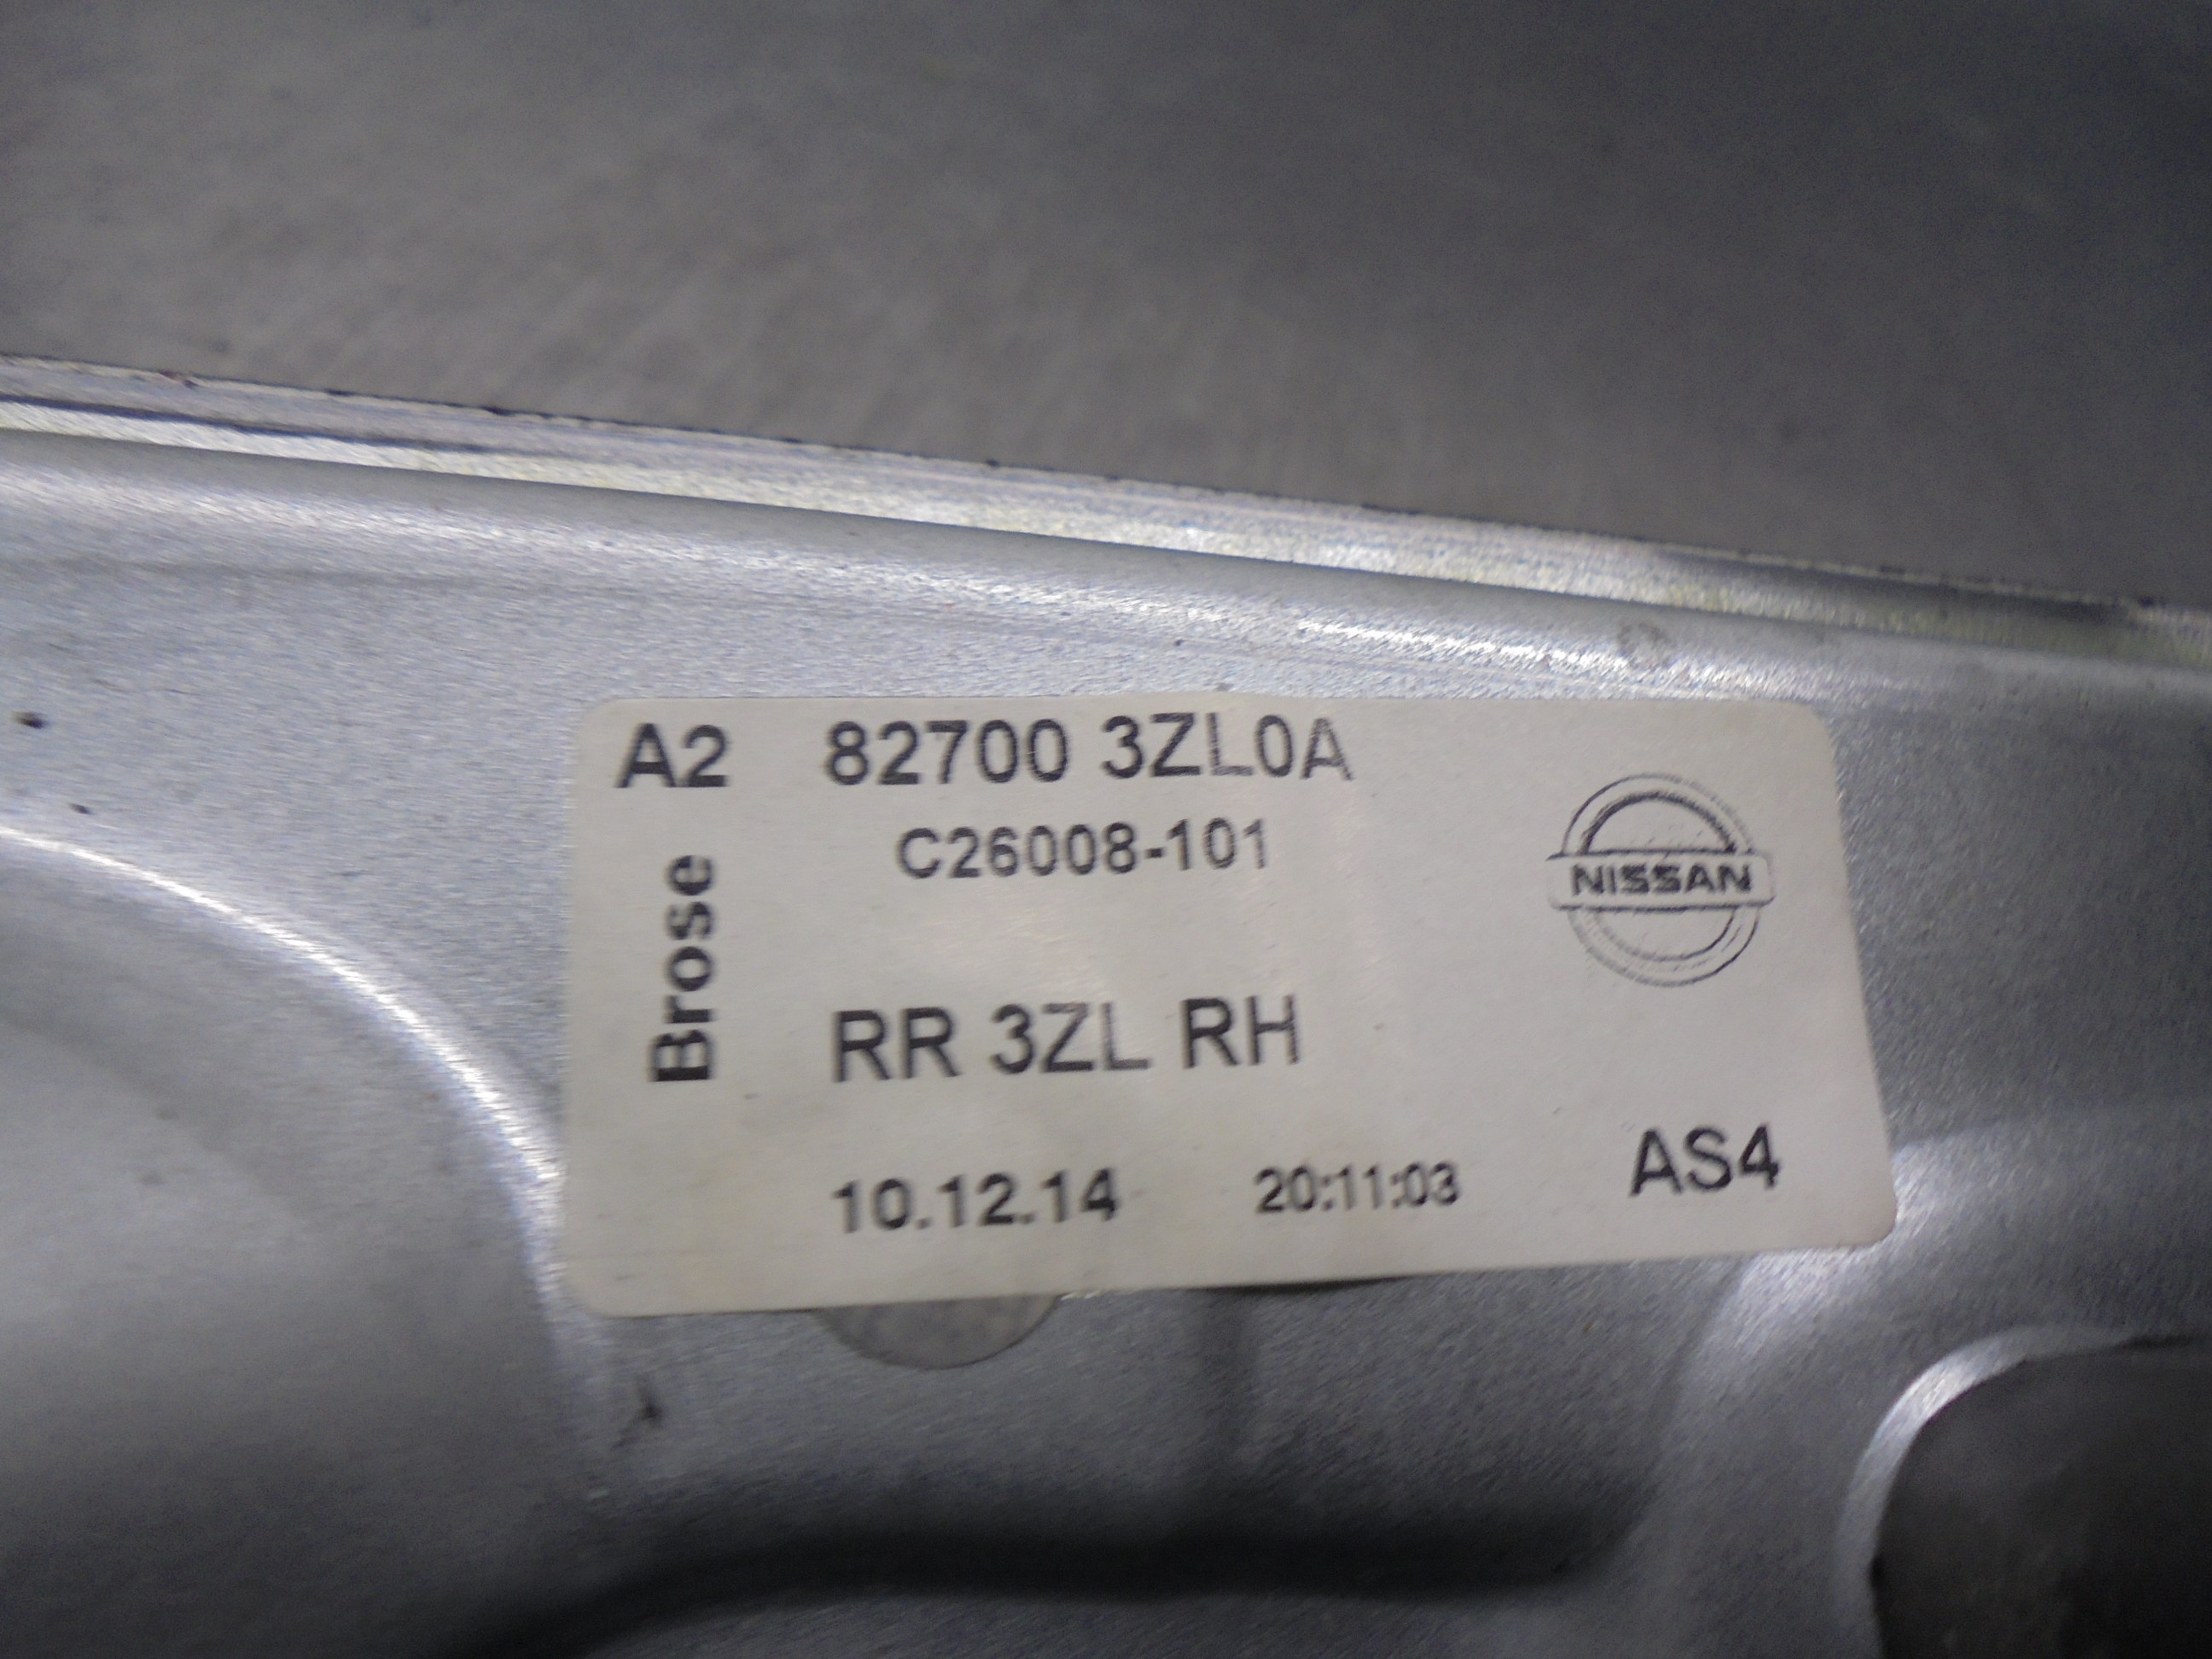 A2 82700 3ZL0A
C26008-101
Brose
NISSAN
RR 3ZL RH
10.12.14 20:11:03 AS4